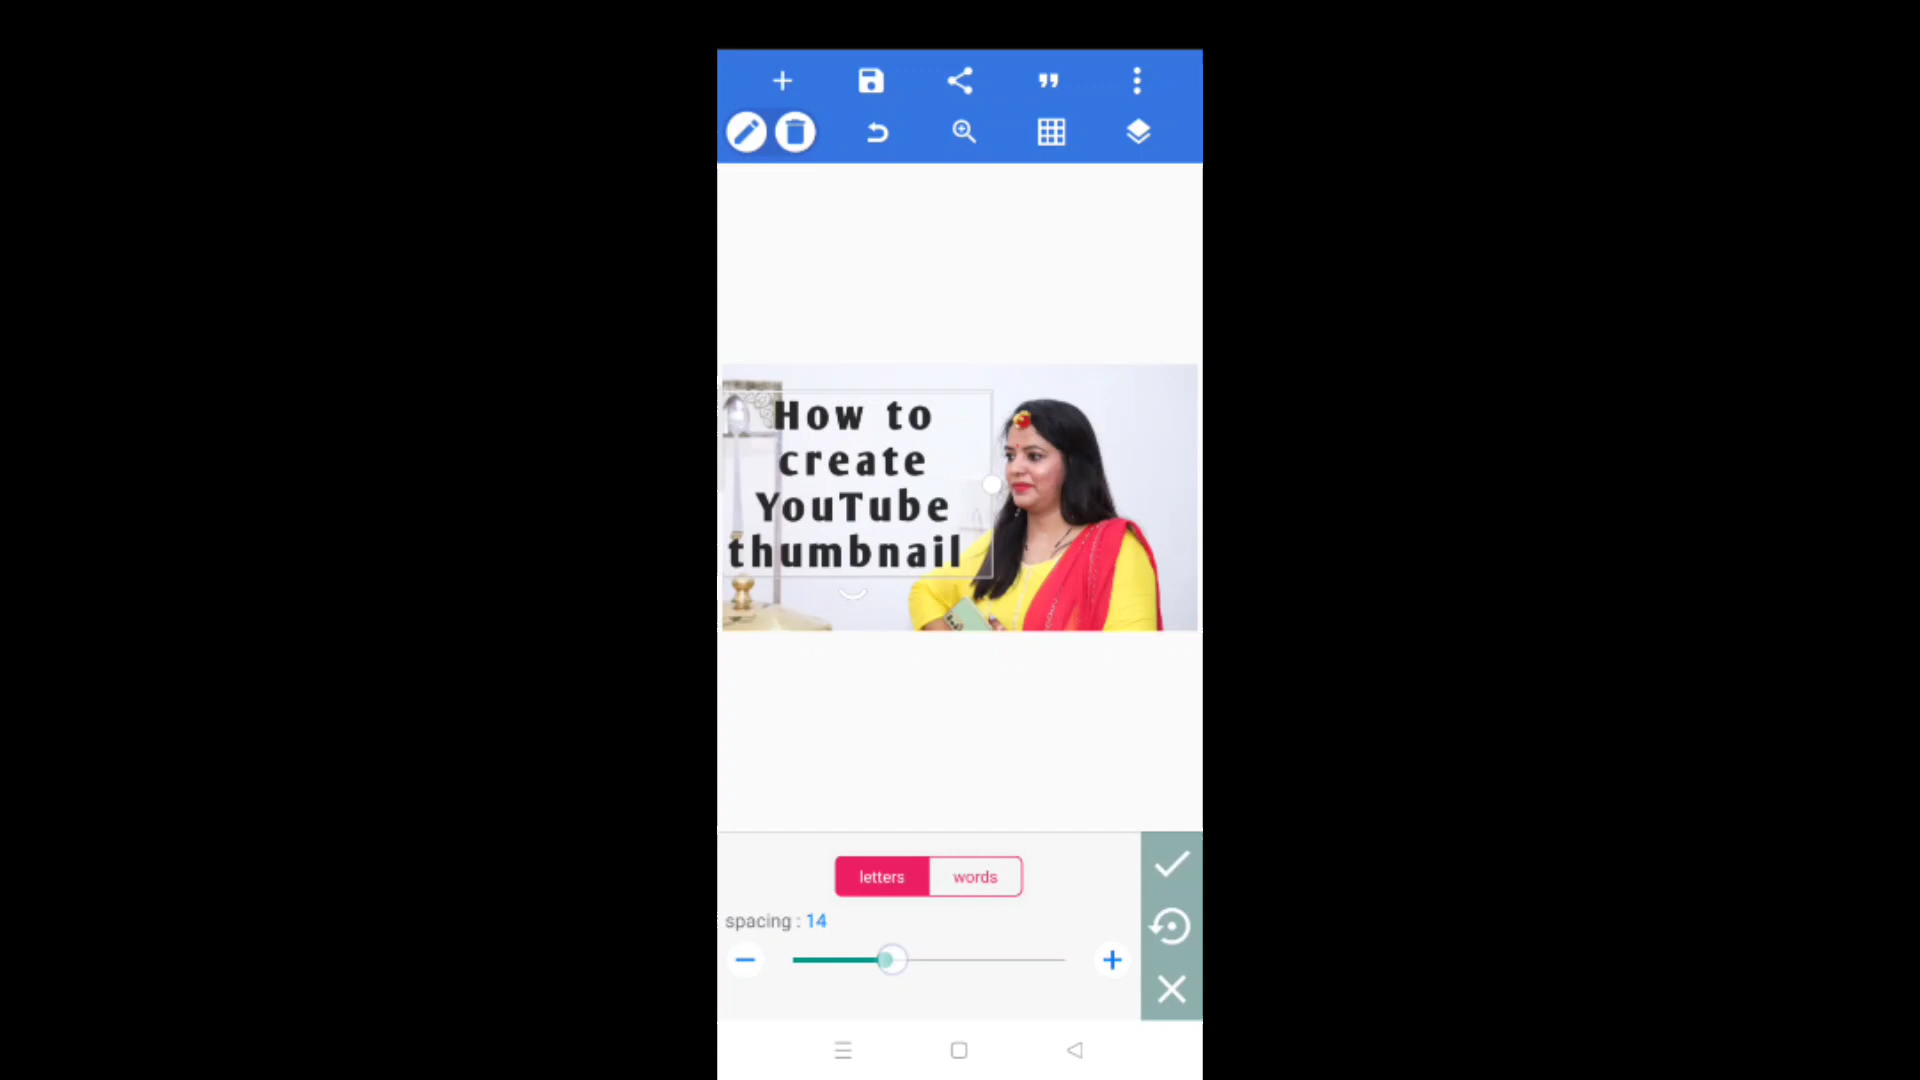 How to
create
YouTube
thumbnail
letters words
spacing : 14